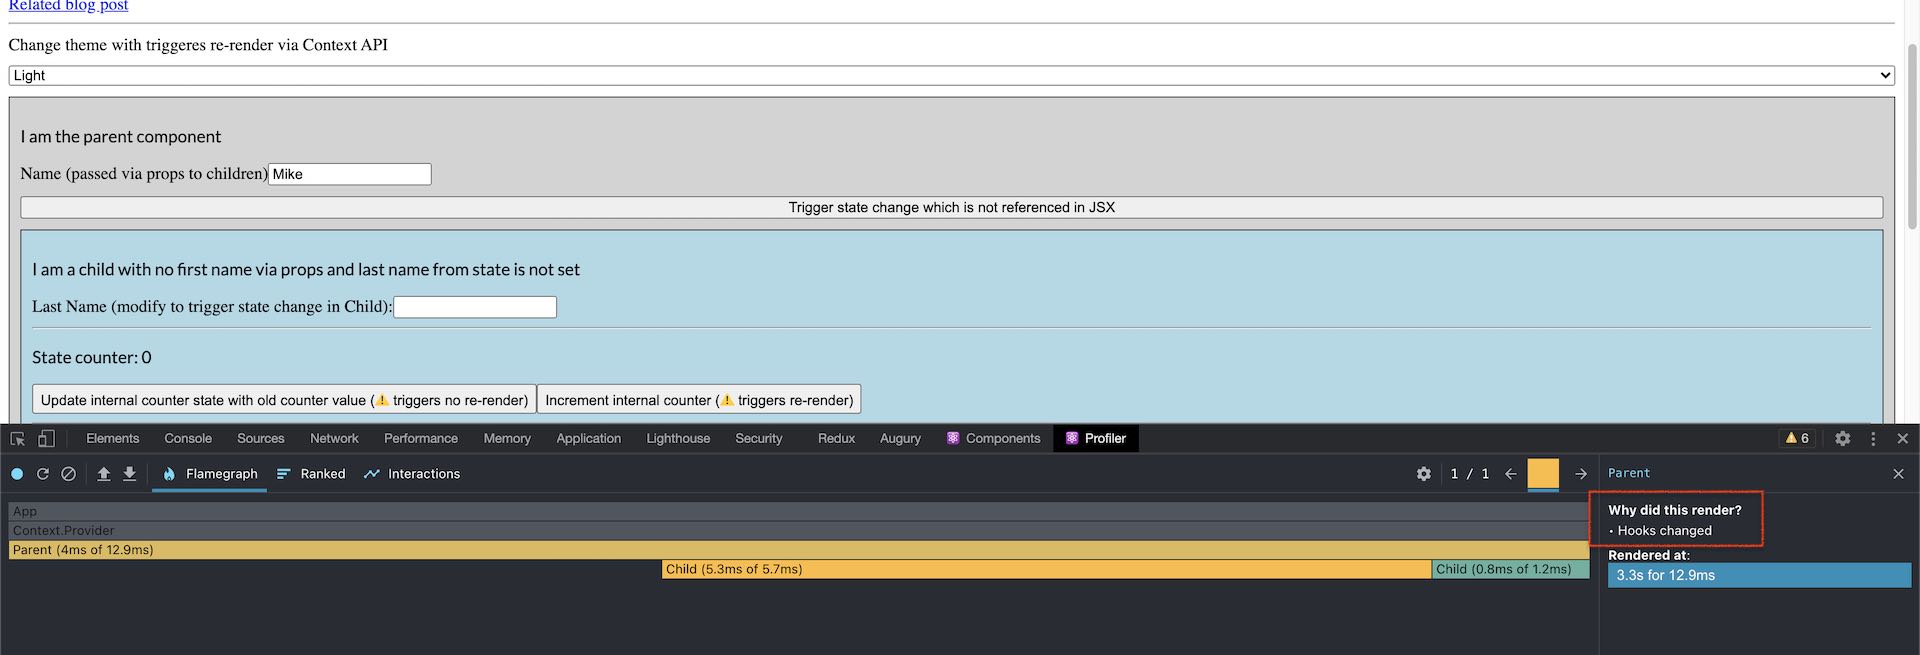 Related blog post
Change theme with triggeres re-render via Context API
Light
I am the parent component
Name (passed via props to children) Mike
Trigger state change which is not referenced in JSX
I am a child with no first name via props and last name from state is not set
Last Name (modify to trigger state change in Child):
State counter: 0
Update internal counter state with old counter value (⚠️ triggers no re-render) Increment internal counter (⚠️ triggers re-render)
Elements Console Sources Network Performance Memory Application Lighthouse Security Redux Augury Components Profiler 6
Flamegraph Ranked Interactions 1 / 1 Parent
App
Context.Provider
Parent (4ms of 12.9ms)
Child (5.3ms of 5.7ms) Child (0.8ms of 1.2ms)
Why did this render?
• Hooks changed
Rendered at:
3.3s for 12.9ms